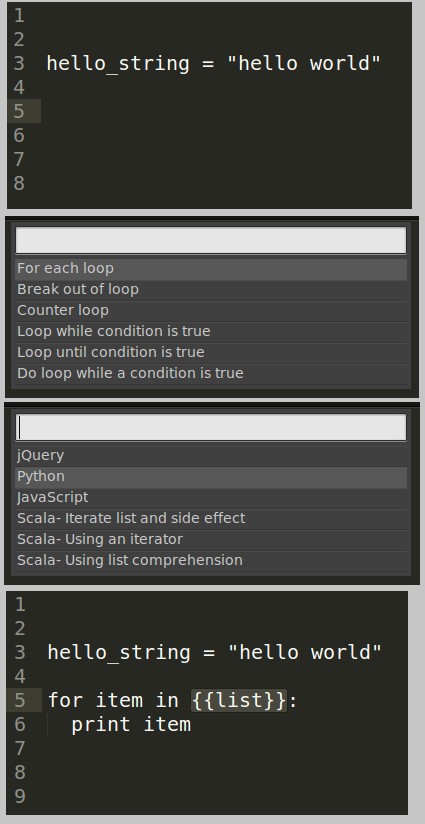 1
2
3 hello_string = "hello world"
4
5
6
7
8
For each loop
Break out of loop
Counter loop
Loop while condition is true
Loop until condition is true
Do loop while a condition is true
jQuery
Python
JavaScript
Scala- Iterate list and side effect
Scala- Using an iterator
Scala- Using list comprehension
1
2
3 hello_string = "hello world"
4
5 for item in {{list}}:
6   print item
7
8
9